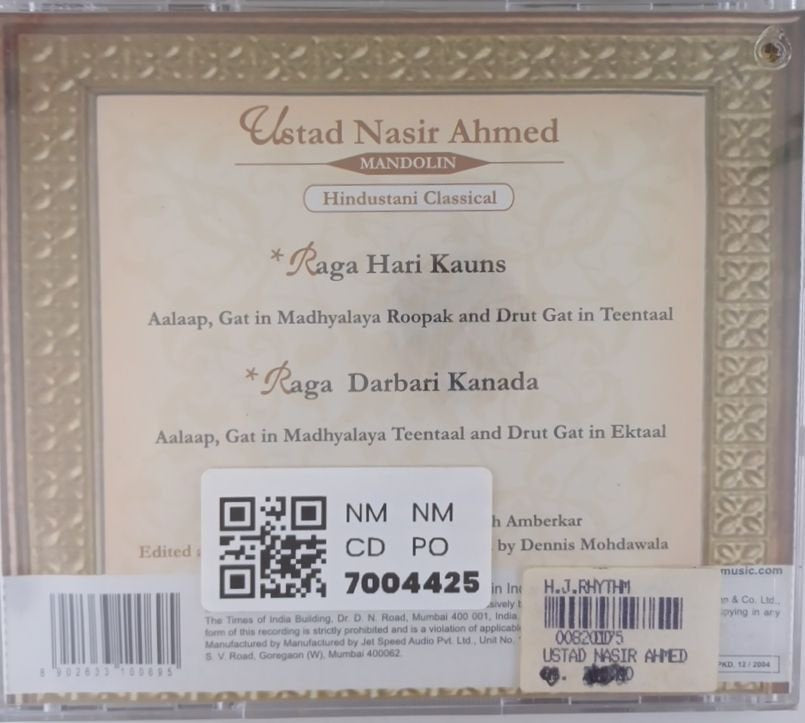 Ustad Nasir Ahmed
MANDOLIN
Hindustani Classical
*Raga Hari Kauns
Aalaap, Gat in Madhyalaya Roopak and Drut Gat in Teentaal
*Raga Darbari Kanada
Aalaap, Gat in Madhyalaya Teentaal and Drut Gat in Ektaal
NM NM
CD PO
7004425
h Amberkar
Edited by Dennis Mohdawala
music.com
in
& Co. Ltd.,
The Times of India Building, Dr. D. N. Road, Mumbai 400 001, India. copying in any
form of this recording is strictly prohibited and is a violation of
Manufactured by Manufactured by Jet Speed Audio Pvt. Ltd., Unit No.
S. V. Road, Goregaon (W), Mumbai 400062.
PKD. 12 / 2004
8 902633 100695
H.J.RHYTHM
USTAD NASIR AHMED